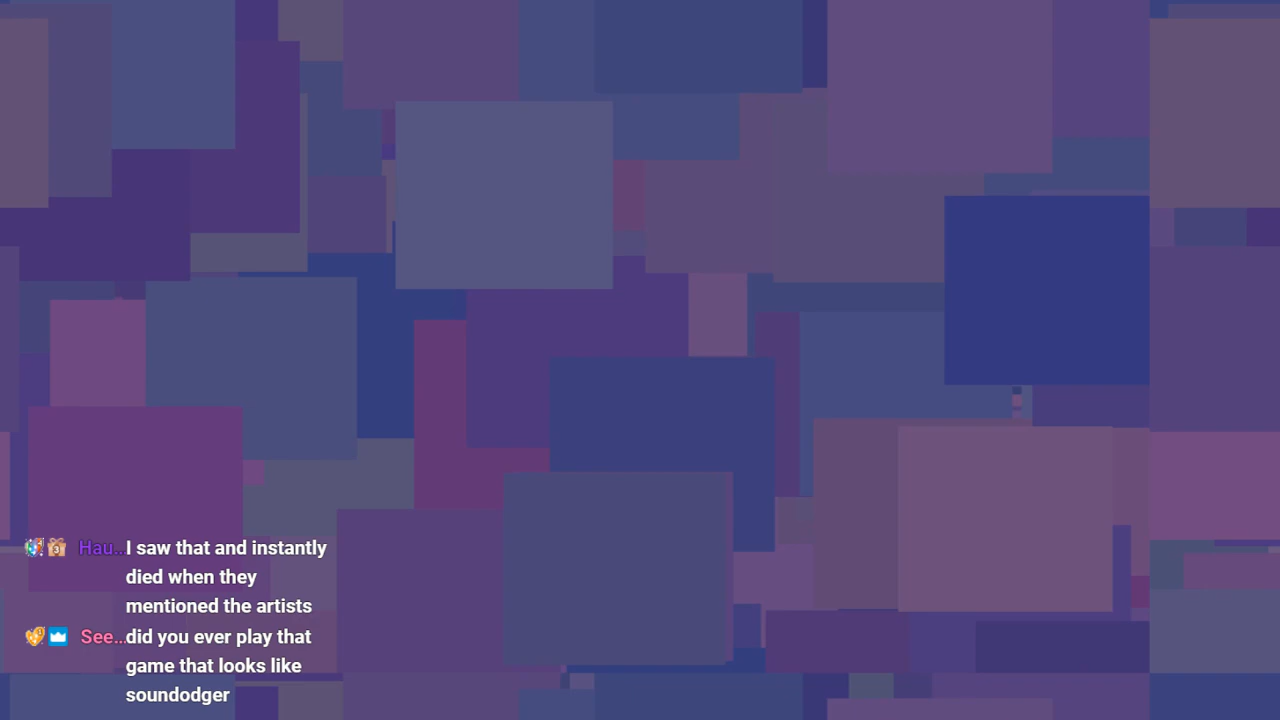 Hau...I saw that and instantly
died when they
mentioned the artists
See...did you ever play that
game that looks like
soundodger